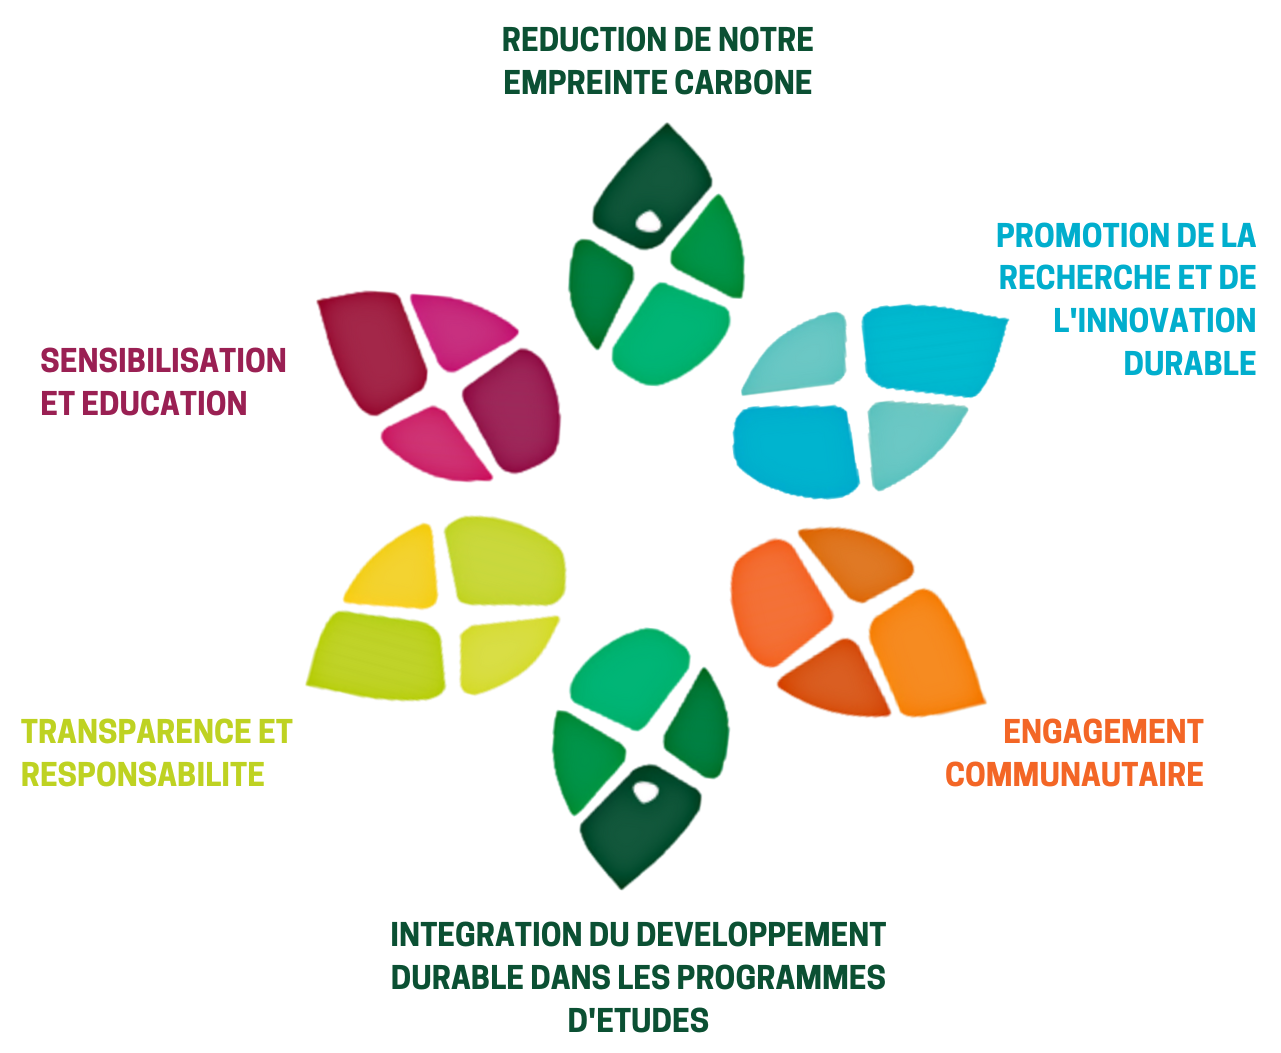 REDUCTION DE NOTRE
EMPREINTE CARBONE
PROMOTION DE LA
RECHERCHE ET DE
L'INNOVATION
DURABLE
SENSIBILISATION
ET EDUCATION
TRANSPARENCE ET
RESPONSABILITE
ENGAGEMENT
COMMUNAUTAIRE
INTEGRATION DU DEVELOPPEMENT
DURABLE DANS LES PROGRAMMES
D'ETUDES